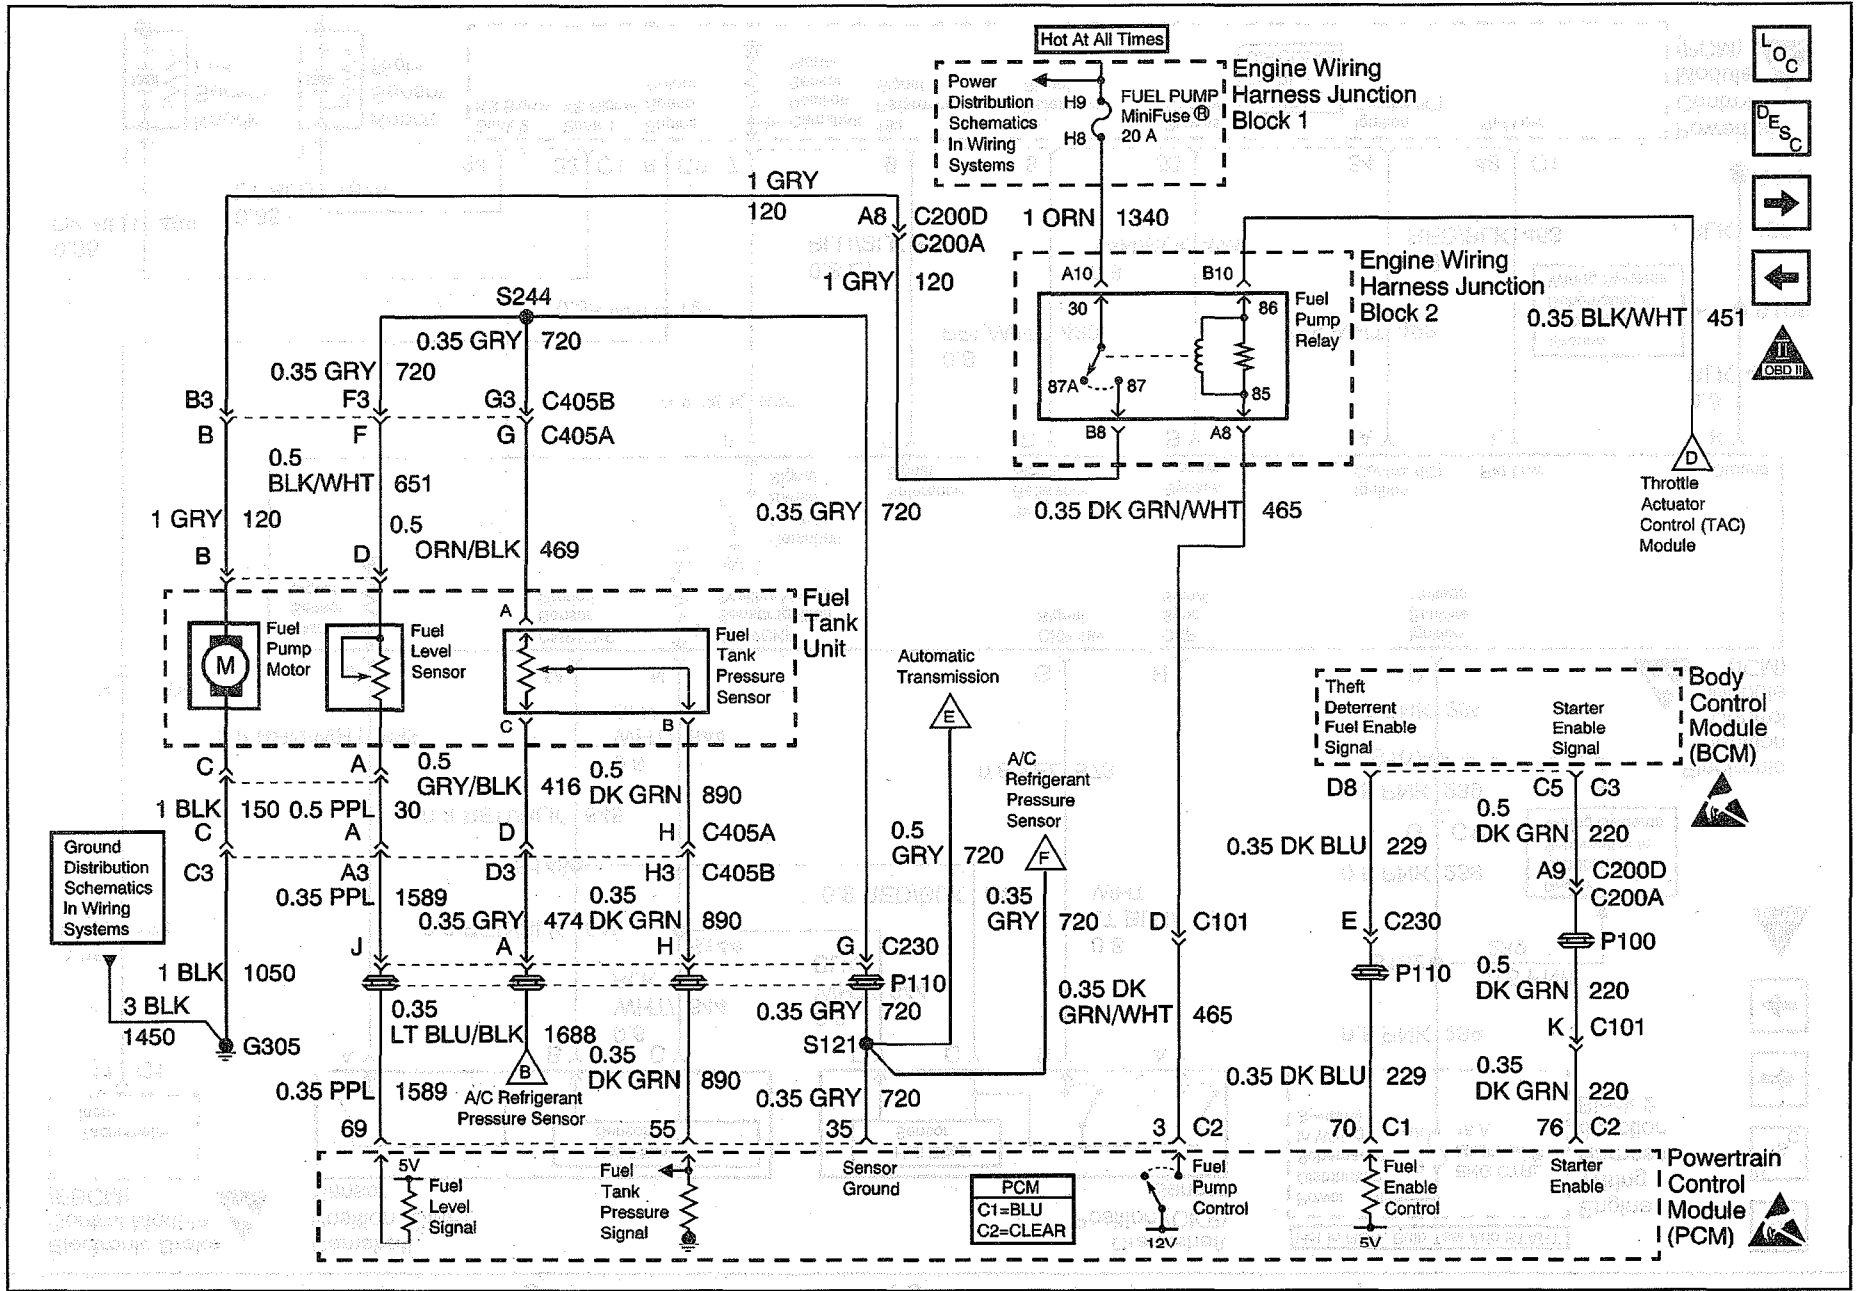 Hot At All Times
Power
Distribution
Schematics
In Wiring
Systems
H9
H8
FUEL PUMP
MiniFuse ®
20 A
Engine Wiring
Harness Junction
Block 1
LOC
DESC
II
OBD II
1 GRY
120
A8 C200D
C200A
1 GRY 120
1 ORN 1340
A10 B10
30 86
87A 87 85
B8 A8
Fuel
Pump
Relay
Engine Wiring
Harness Junction
Block 2
0.35 BLK/WHT 451
D
Throttle
Actuator
Control (TAC)
Module
S244
0.35 GRY 720
0.35 GRY 720
B3 F3 G3 C405B
B F G C405A
0.5
BLK/WHT 651
1 GRY 120
0.5
ORN/BLK 469
B D
0.35 GRY 720
0.35 DK GRN/WHT 465
Fuel
Tank
Unit
M
Fuel
Pump
Motor
Fuel
Level
Sensor
A
C B
Fuel
Tank
Pressure
Sensor
Automatic
Transmission
E
A/C
Refrigerant
Pressure
Sensor
F
Theft
Deterrent
Fuel Enable
Signal
Starter
Enable
Signal
Body
Control
Module
(BCM)
C A
0.5
GRY/BLK 416
0.5
DK GRN 890
1 BLK 150
0.5 PPL 30
C A D H C405A
C3 A3 D3 H3 C405B
Ground
Distribution
Schematics
In Wiring
Systems
0.35 PPL 1589
0.35 GRY 474
0.35
DK GRN 890
0.5
GRY 720
0.35
GRY 720
D8 C5 C3
0.5
DK GRN 220
0.35 DK BLU 229
A9 C200D
C200A
D C101
E C230
P100
P110
J A H G C230
P110
1 BLK 1050
3 BLK
1450
G305
0.35
LT BLU/BLK 1688
B
A/C Refrigerant
Pressure Sensor
0.35 GRY 720
S121
0.35 DK
GRN/WHT 465
0.5
DK GRN 220
K C101
0.35 PPL 1589
0.35
DK GRN 890
0.35 GRY 720
0.35 DK BLU 229
0.35
DK GRN 220
69 55 35 3 C2 70 C1 76 C2
5V
Fuel
Level
Signal
Fuel
Tank
Pressure
Signal
Sensor
Ground
PCM
C1=BLU
C2=CLEAR
12V
Fuel
Pump
Control
5V
Fuel
Enable
Control
Starter
Enable
Powertrain
Control
Module
(PCM)